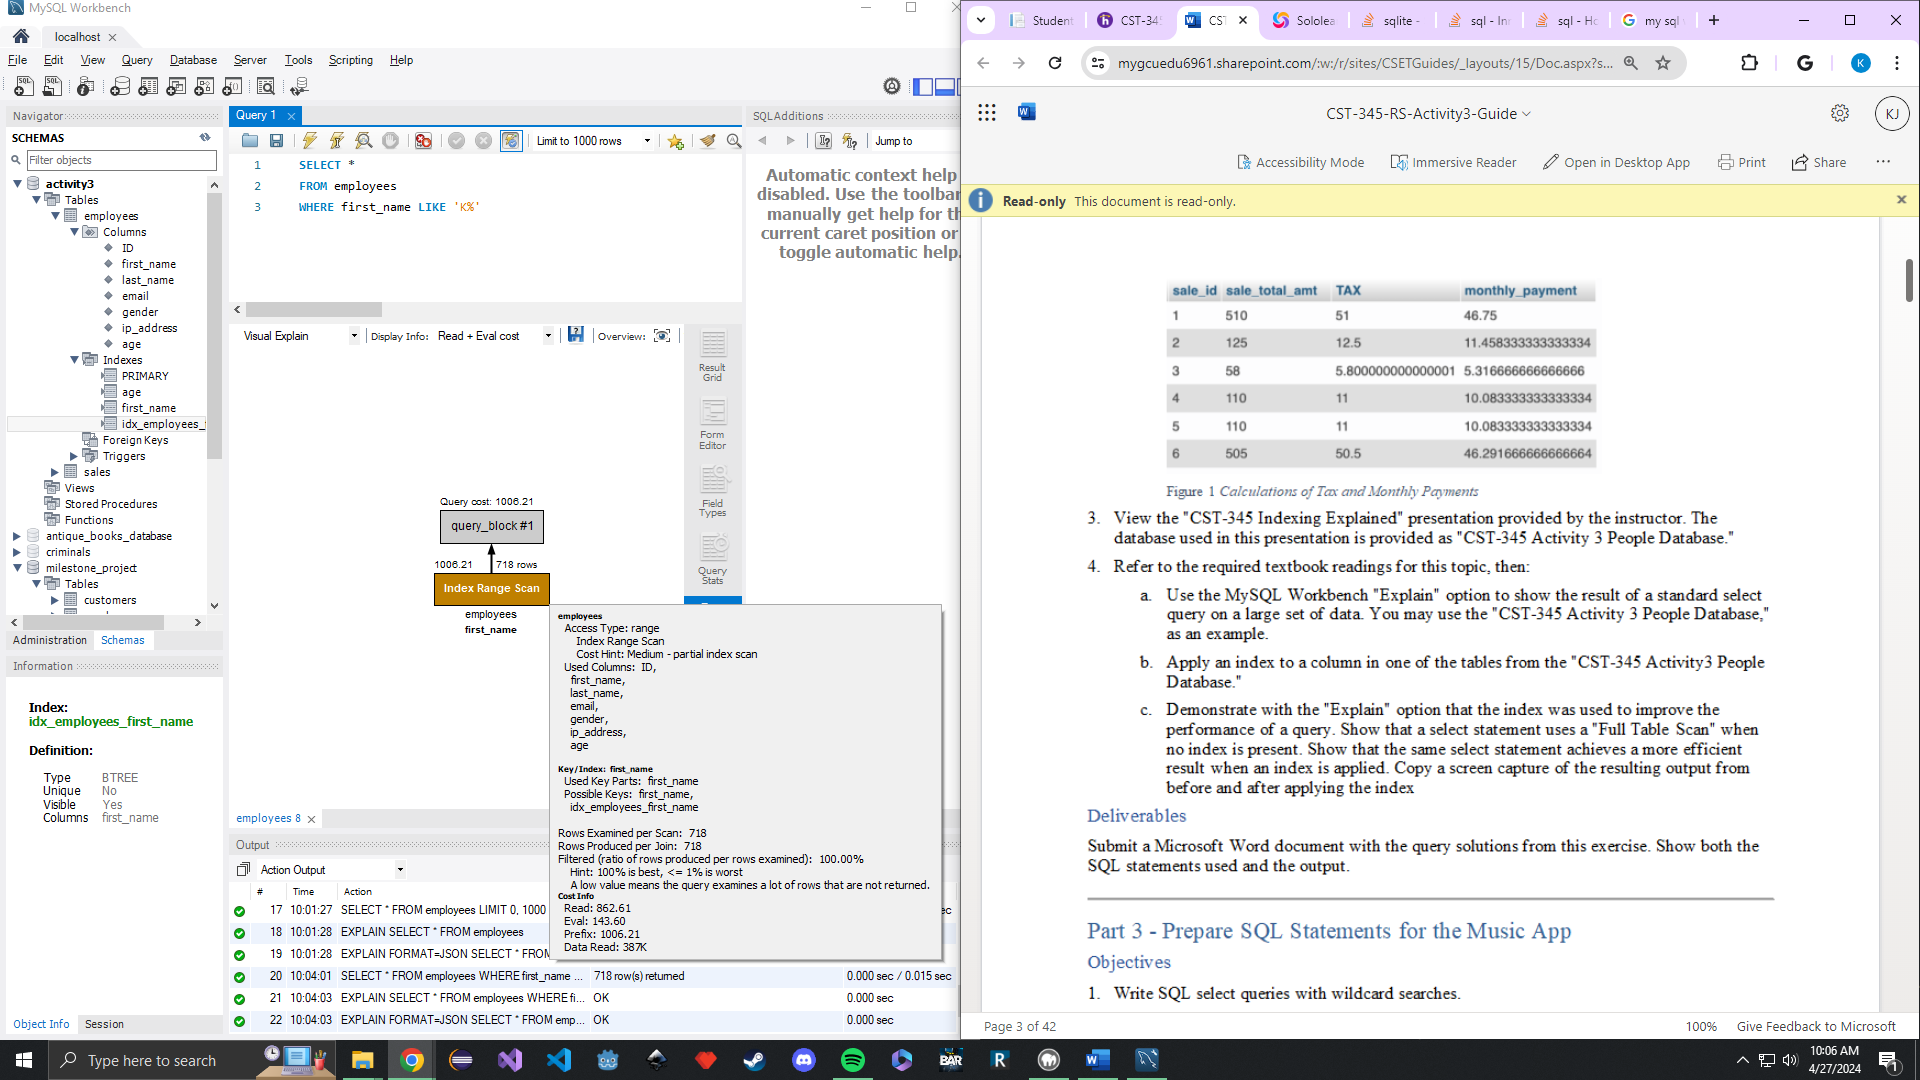 MySQL Workbench
localhost
File Edit View Query Database Server Tools Scripting Help
Navigator
SCHEMAS
Filter objects
activity3
Tables
employees
Columns
ID
first_name
last_name
email
gender
ip_address
age
Indexes
PRIMARY
age
first_name
idx_employees_
Foreign Keys
Triggers
sales
Views
Stored Procedures
Functions
antique_books_database
criminals
milestone_project
Tables
customers
Administration Schemas
Information
Index:
idx_employees_first_name
Definition:
Type BTREE
Unique No
Visible Yes
Columns first_name
Object Info Session
Query 1
Limit to 1000 rows
1 SELECT *
2 FROM employees
3 WHERE first_name LIKE 'K%'
SQLAdditions
Jump to
Automatic context help
disabled. Use the toolbar
manually get help for th
current caret position or
toggle automatic help.
Visual Explain Display Info: Read + Eval cost Overview:
Result
Grid
Form
Editor
Field
Types
Query
Stats
Query cost: 1006.21
query_block #1
1006.21 718 rows
Index Range Scan
employees
first_name
employees
Access Type: range
Index Range Scan
Cost Hint: Medium - partial index scan
Used Columns: ID,
first_name,
last_name,
email,
gender,
ip_address,
age
Key/Index: first_name
Used Key Parts: first_name
Possible Keys: first_name,
idx_employees_first_name
Rows Examined per Scan: 718
Rows Produced per Join: 718
Filtered (ratio of rows produced per rows examined): 100.00%
Hint: 100% is best, <= 1% is worst
A low value means the query examines a lot of rows that are not returned.
Cost Info
Read: 862.61
Eval: 143.60
Prefix: 1006.21
Data Read: 387K
employees 8
Output
Action Output
# Time Action
17 10:01:27 SELECT * FROM employees LIMIT 0, 1000 ec
18 10:01:28 EXPLAIN SELECT * FROM employees
19 10:01:28 EXPLAIN FORMAT=JSON SELECT * FROM
20 10:04:01 SELECT * FROM employees WHERE first_name ... 718 row(s) returned 0.000 sec / 0.015 sec
21 10:04:03 EXPLAIN SELECT * FROM employees WHERE fi... OK 0.000 sec
22 10:04:03 EXPLAIN FORMAT=JSON SELECT * FROM emp... OK 0.000 sec
Student CST-345 CST Sololea sqlite - sql - In sql - Ho my sql
mygcuedu6961.sharepoint.com/:w:/r/sites/CSETGuides/_layouts/15/Doc.aspx?s...
K
CST-345-RS-Activity3-Guide
KJ
Accessibility Mode Immersive Reader Open in Desktop App Print Share
Read-only This document is read-only.
sale_id sale_total_amt TAX monthly_payment
1 510 51 46.75
2 125 12.5 11.458333333333334
3 58 5.800000000000001 5.316666666666666
4 110 11 10.083333333333334
5 110 11 10.083333333333334
6 505 50.5 46.291666666666664
Figure 1 Calculations of Tax and Monthly Payments
3. View the "CST-345 Indexing Explained" presentation provided by the instructor. The
database used in this presentation is provided as "CST-345 Activity 3 People Database."
4. Refer to the required textbook readings for this topic, then:
a. Use the MySQL Workbench "Explain" option to show the result of a standard select
query on a large set of data. You may use the "CST-345 Activity 3 People Database,"
as an example.
b. Apply an index to a column in one of the tables from the "CST-345 Activity3 People
Database."
c. Demonstrate with the "Explain" option that the index was used to improve the
performance of a query. Show that a select statement uses a "Full Table Scan" when
no index is present. Show that the same select statement achieves a more efficient
result when an index is applied. Copy a screen capture of the resulting output from
before and after applying the index
Deliverables
Submit a Microsoft Word document with the query solutions from this exercise. Show both the
SQL statements used and the output.
Part 3 - Prepare SQL Statements for the Music App
Objectives
1. Write SQL select queries with wildcard searches.
Page 3 of 42 100% Give Feedback to Microsoft
Type here to search
10:06 AM
4/27/2024